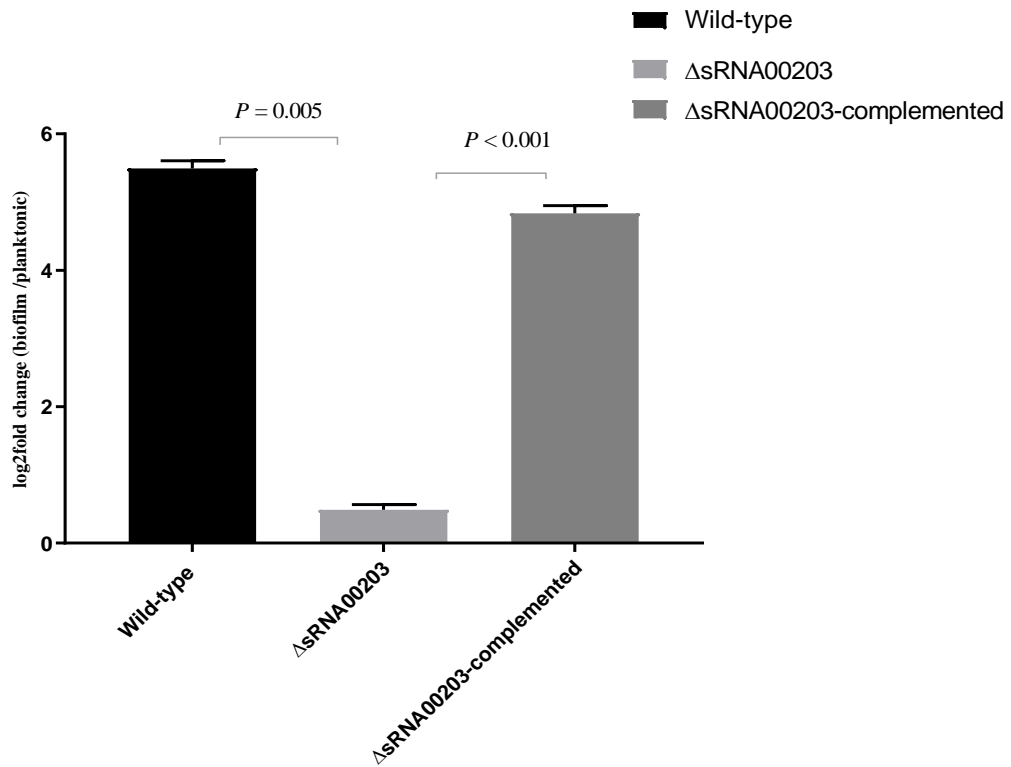 Wild-type
ΔsRNA00203
ΔsRNA00203-complemented
P = 0.005
P < 0.001
log2fold change (biofilm /planktonic)
6
4
2
0
Wild-type
ΔsRNA00203
ΔsRNA00203-complemented